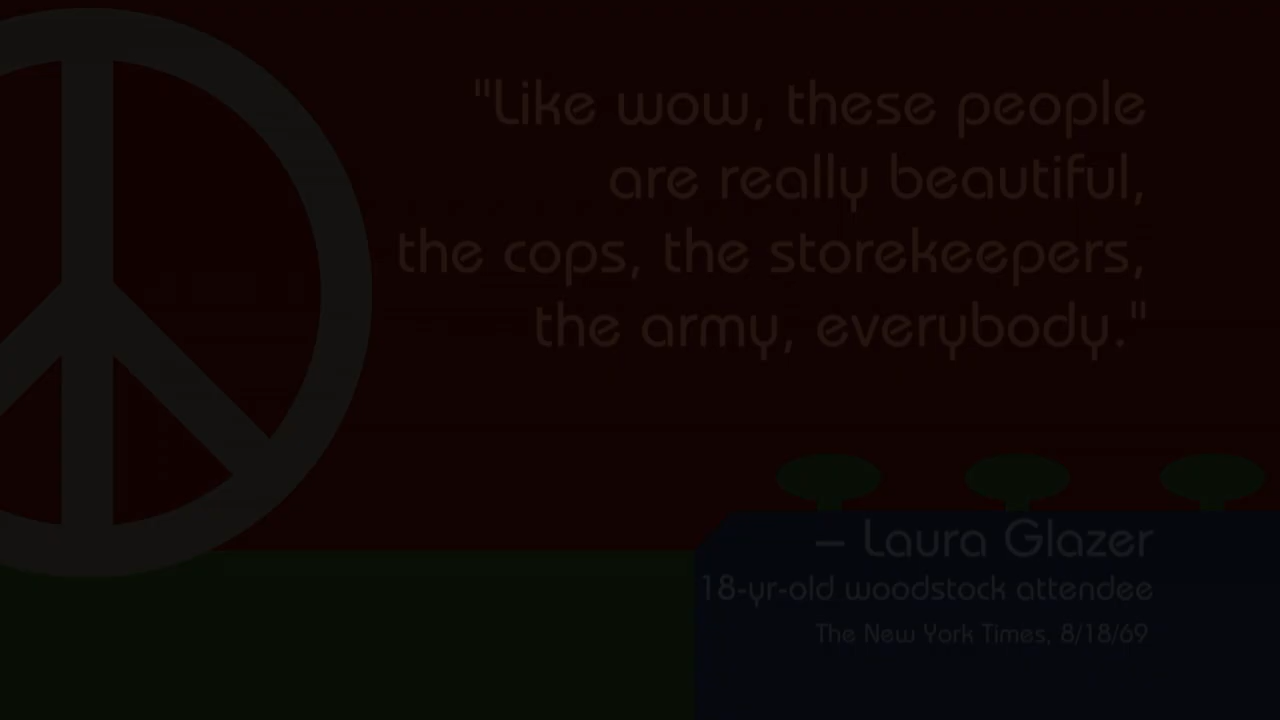 "Like wow, these people
are really beautiful,
the cops, the storekeepers,
the army, everybody."
– Laura Glazer
18-yr-old woodstock attendee
The New York Times, 8/18/69